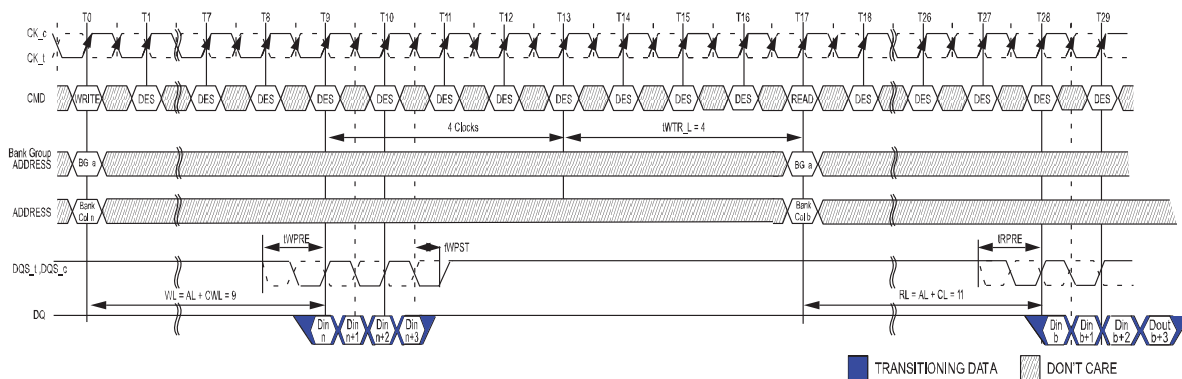 T0 T1 T7 T8 T9 T10 T11 T12 T13 T14 T15 T16 T17 T18 T26 T27 T28 T29
CK_c
CK_t
CMD WRITE DES DES DES DES DES DES DES DES DES DES DES READ DES DES DES DES DES
4 Clocks tWTR_L = 4
Bank Group
ADDRESS BG a BG a
ADDRESS Bank Col n Bank Col b
tWPRE tWPST tRPRE
DQS_t ,DQS_c
WL = AL + CWL = 9 RL = AL + CL = 11
DQ Din n Din n+1 Din n+2 Din n+3 Din b Din b+1 Din b+2 Dout b+3
TRANSITIONING DATA DON'T CARE